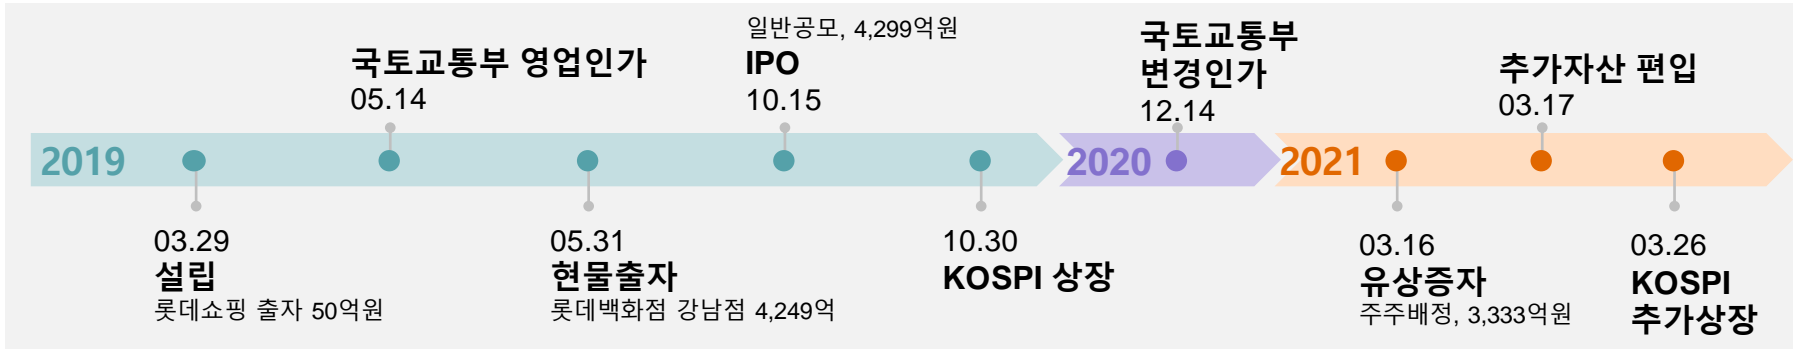 2019
03.29
설립
롯데쇼핑 출자 50억원
국토교통부 영업인가
05.14
05.31
현물출자
롯데백화점 강남점 4,249억
일반공모, 4,299억원
IPO
10.15
10.30
KOSPI 상장
2020
국토교통부
변경인가
12.14
2021
03.16
유상증자
주주배정, 3,333억원
추가자산 편입
03.17
03.26
KOSPI
추가상장